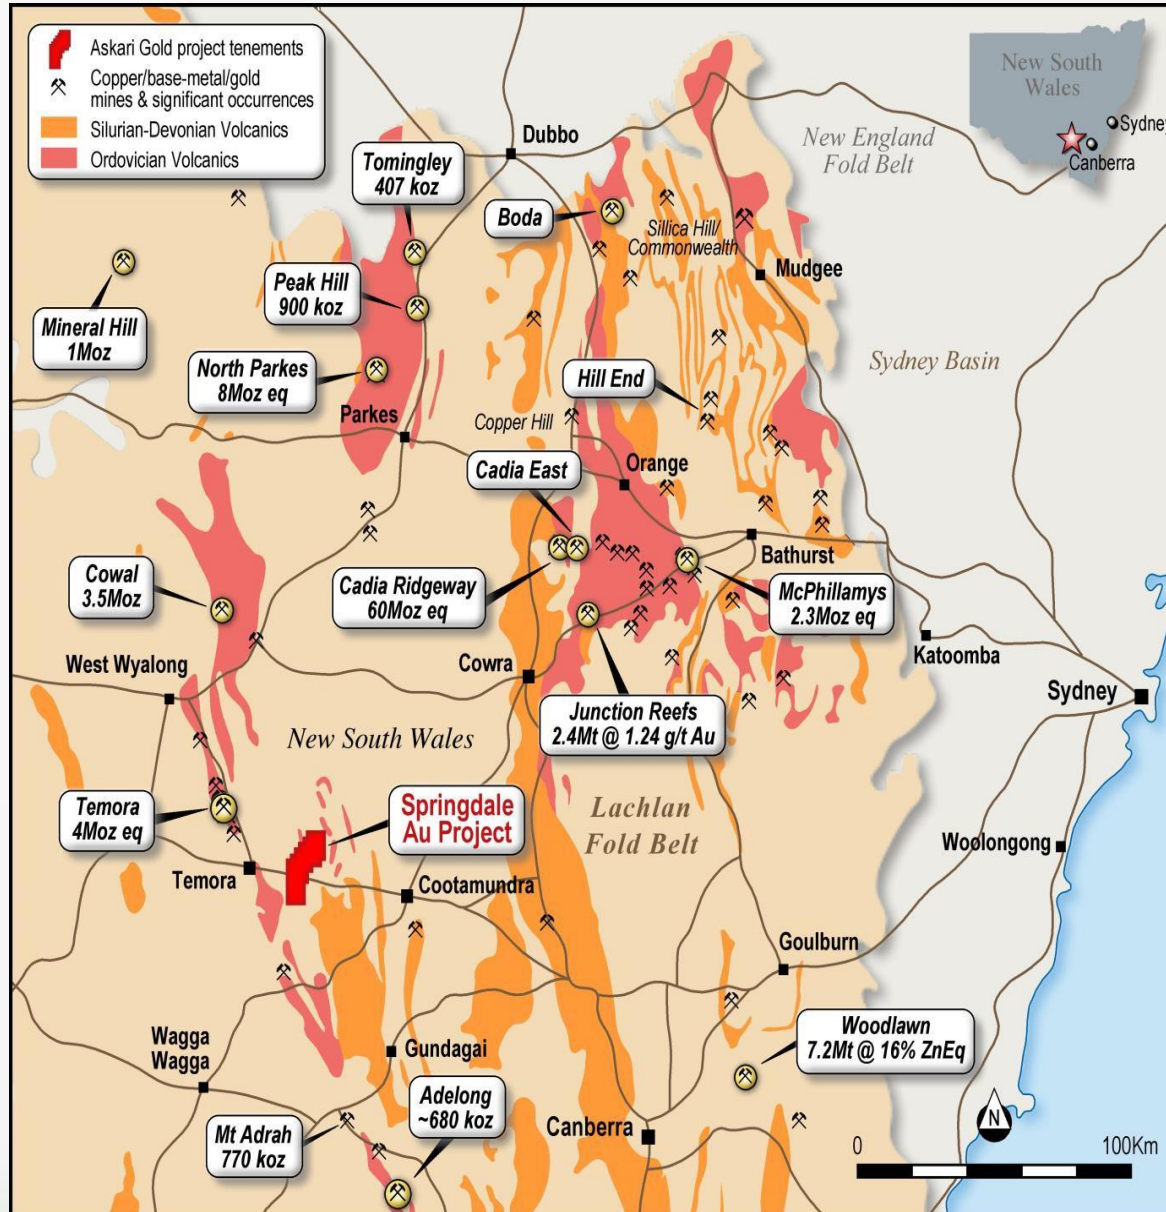 Askari Gold project tenements
Copper/base-metal/gold
mines & significant occurrences
Silurian-Devonian Volcanics
Ordovician Volcanics
New South
Wales
Sydney
Canberra
New England
Fold Belt
Dubbo
Tomingley
407 koz
Boda
Sillica Hill/
Commonwealth
Mudgee
Peak Hill
900 koz
Mineral Hill
1Moz
North Parkes
8Moz eq
Hill End
Sydney Basin
Parkes
Copper Hill
Cadia East
Orange
Bathurst
Cowal
3.5Moz
Cadia Ridgeway
60Moz eq
McPhillamys
2.3Moz eq
Katoomba
West Wyalong
Cowra
Sydney
Junction Reefs
2.4Mt @ 1.24 g/t Au
New South Wales
Temora
4Moz eq
Springdale
Au Project
Lachlan
Fold Belt
Woolongong
Temora
Cootamundra
Goulburn
Wagga
Wagga
Gundagai
Woodlawn
7.2Mt @ 16% ZnEq
Adelong
~680 koz
Mt Adrah
770 koz
Canberra
N
0
100Km